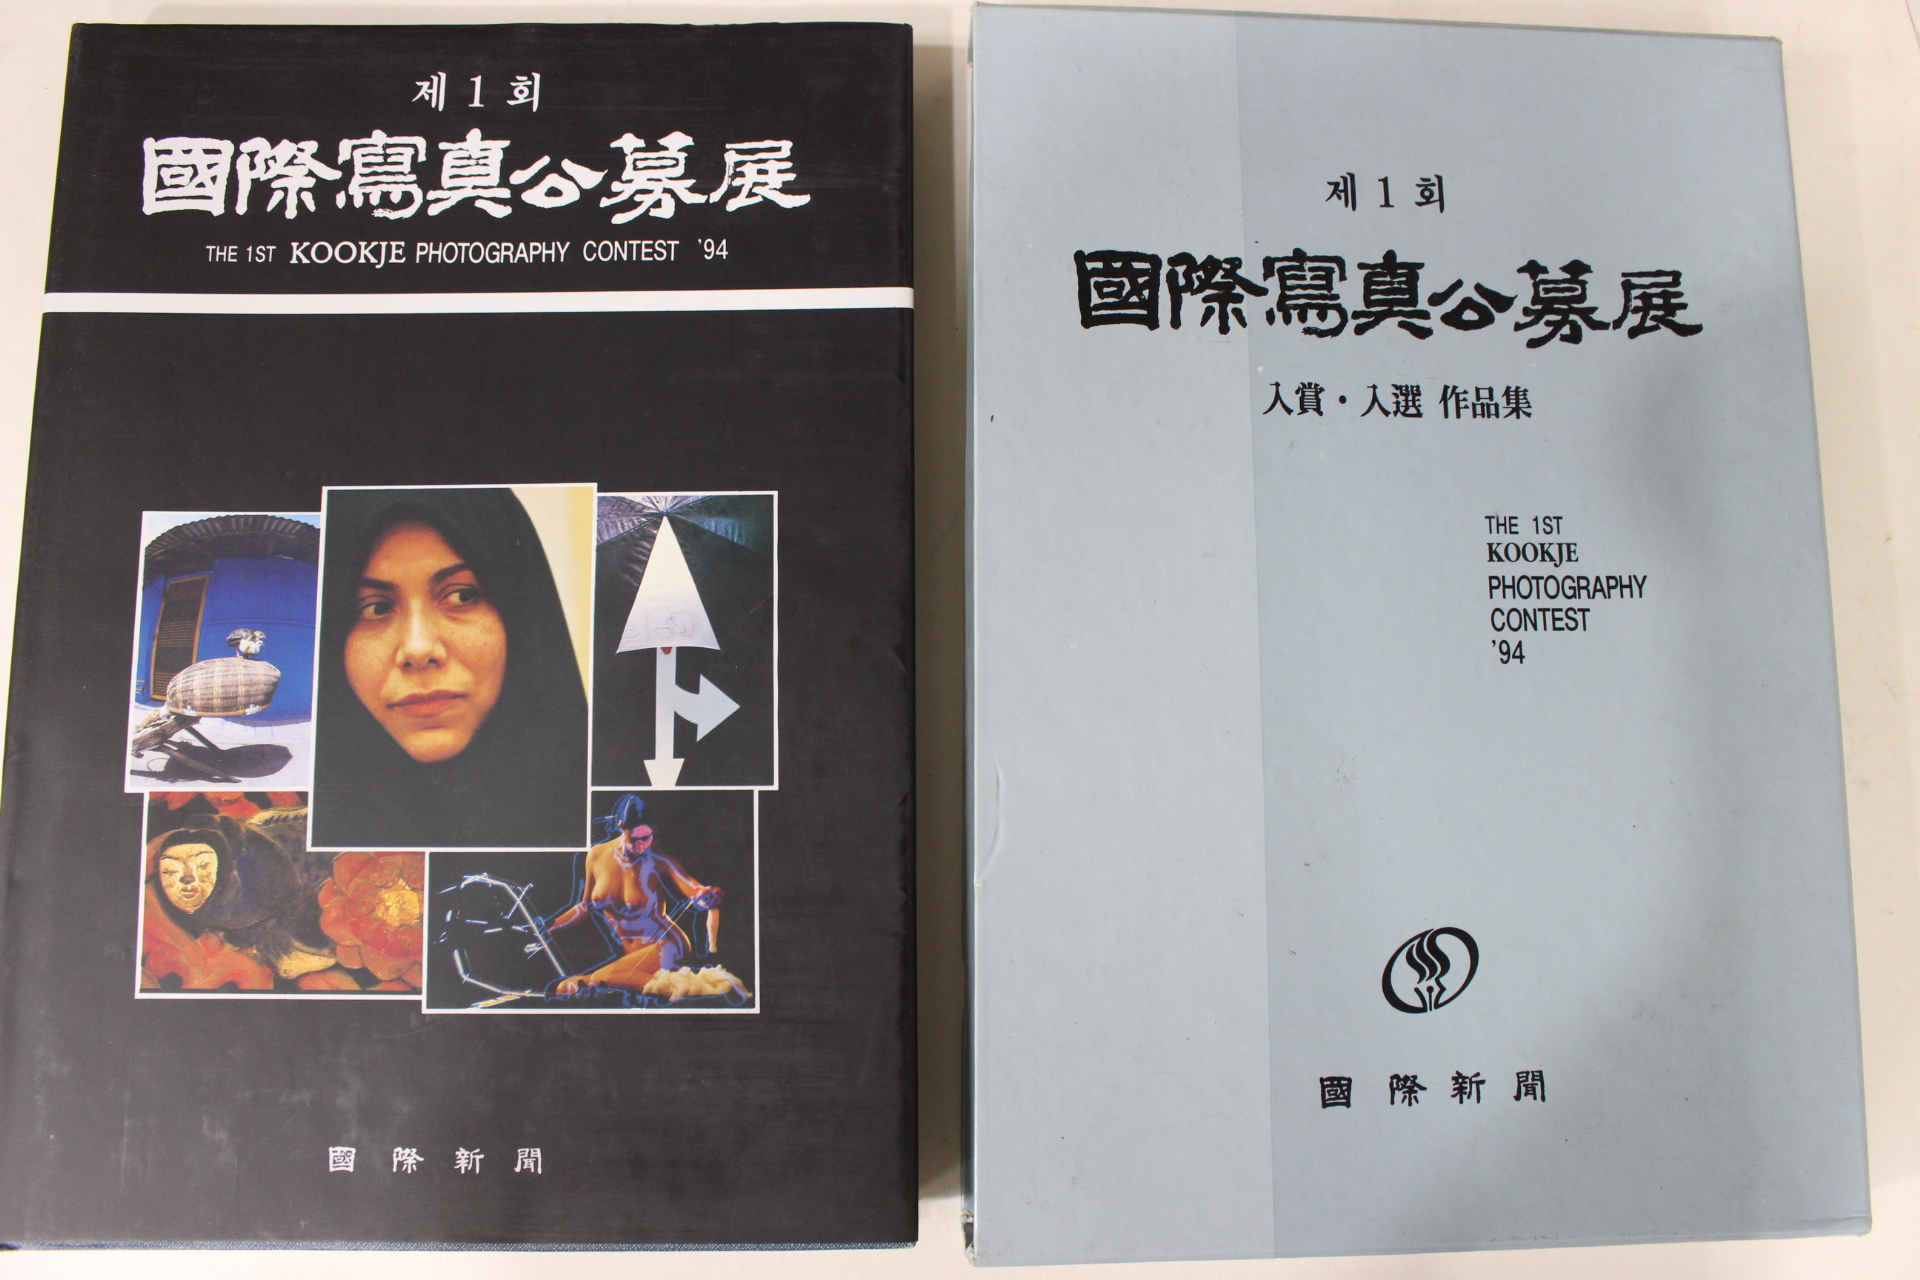 제 1 회
國際寫真公募展
THE 1ST KOOKJE PHOTOGRAPHY CONTEST '94
國際新聞
제 1 회
國際寫真公募展
入賞・入選 作品集
THE 1ST
KOOKJE
PHOTOGRAPHY
CONTEST
'94
國際新聞